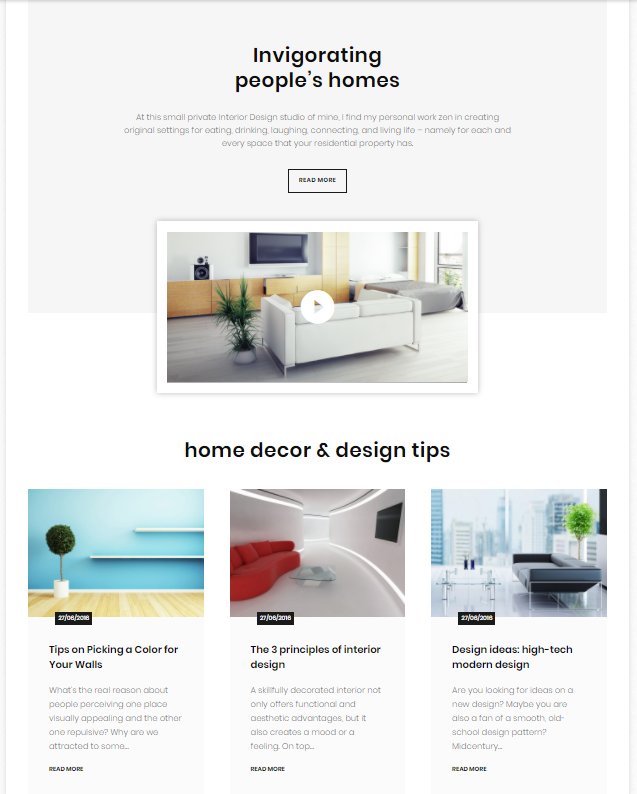 Invigorating
people's homes
At this small private Interior Design studio of mine, I find my personal work zen in creating
original settings for eating, drinking, laughing, connecting, and living life – namely for each and
every space that your residential property has.
READ MORE
home decor & design tips
27/06/2016
Tips on Picking a Color for
Your Walls
What's the real reason about
people perceiving one place
visually appealing and the other
one repulsive? Why are we
attracted to some...
READ MORE
27/06/2016
The 3 principles of interior
design
A skillfully decorated interior not
only offers functional and
aesthetic advantages, but it
also creates a mood or a
feeling. On top...
READ MORE
27/06/2016
Design ideas: high-tech
modern design
Are you looking for ideas on a
new design? Maybe you are
also a fan of a smooth, old-
school design pattern?
Midcentury...
READ MORE